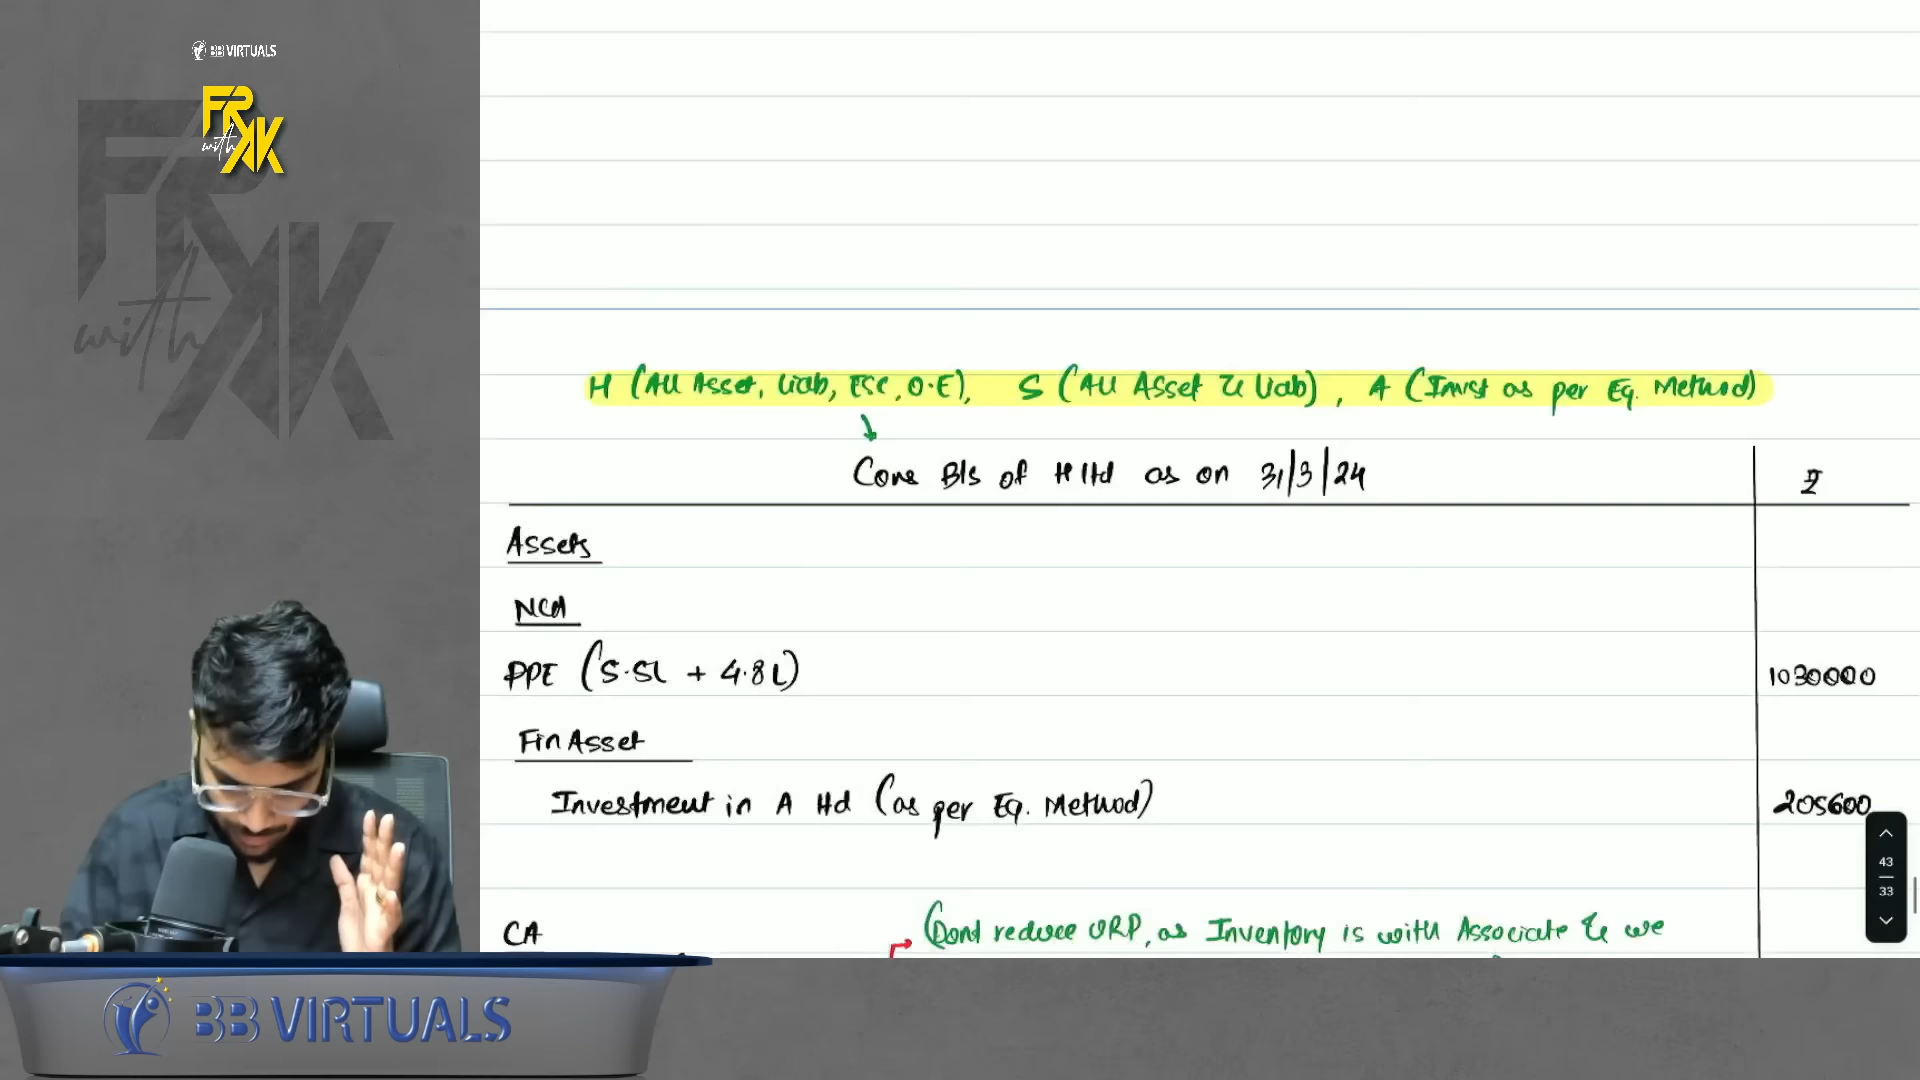 BB VIRTUALS
FR
with
AK
FR
with
AK
H (All Asset, Liab, ESC, O.E), S (All Asset & Liab), A (Invst as per Eq. Method)
Cons B/s of H ltd as on 31/3/24 ₹
Assets
NCA
PPE (5.5L + 4.8L) 1030000
Fin Asset
Investment in A ltd (as per Eq. Method) 205600
43
33
CA
(Dont reduce URP, as Inventory is with Associate & we
BB VIRTUALS